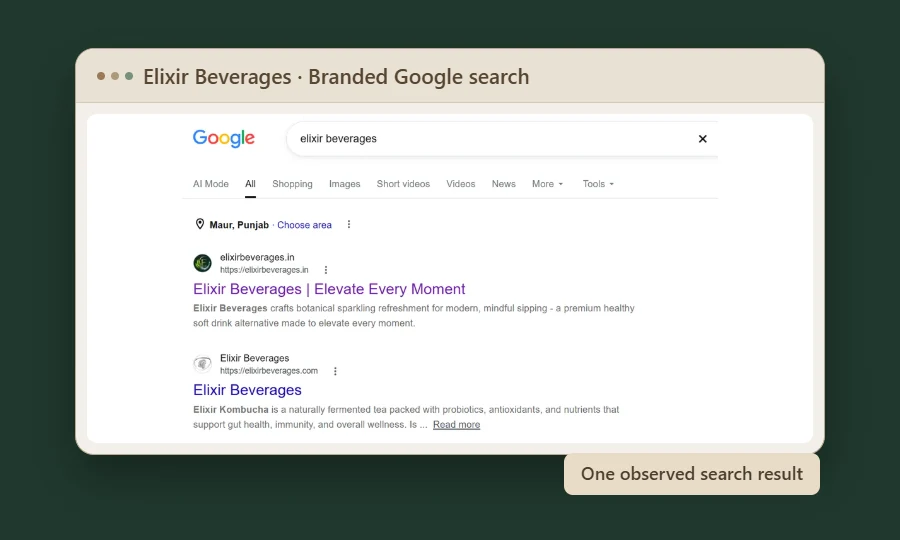 Elixir Beverages · Branded Google search
Google
elixir beverages
AI Mode All Shopping Images Short videos Videos News More Tools
Maur, Punjab · Choose area
elixirbeverages.in
https://elixirbeverages.in
Elixir Beverages | Elevate Every Moment
Elixir Beverages crafts botanical sparkling refreshment for modern, mindful sipping - a premium healthy
soft drink alternative made to elevate every moment.
Elixir Beverages
https://elixirbeverages.com
Elixir Beverages
Elixir Kombucha is a naturally fermented tea packed with probiotics, antioxidants, and nutrients that
support gut health, immunity, and overall wellness. Is ... Read more
One observed search result